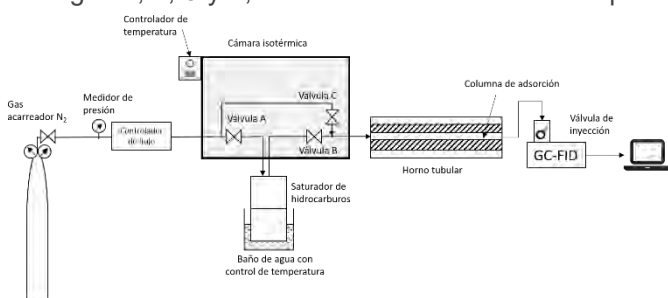 Controlador de
temperatura
Cámara isotérmica
Válvula C
Columna de adsorción
Gas
acarreador N₂
Medidor de
presión
Controlador
de flujo
Válvula A
Válvula B
Válvula de
inyección
GC-FID
Horno tubular
Saturador de
hidrocarburos
Baño de agua con
control de temperatura